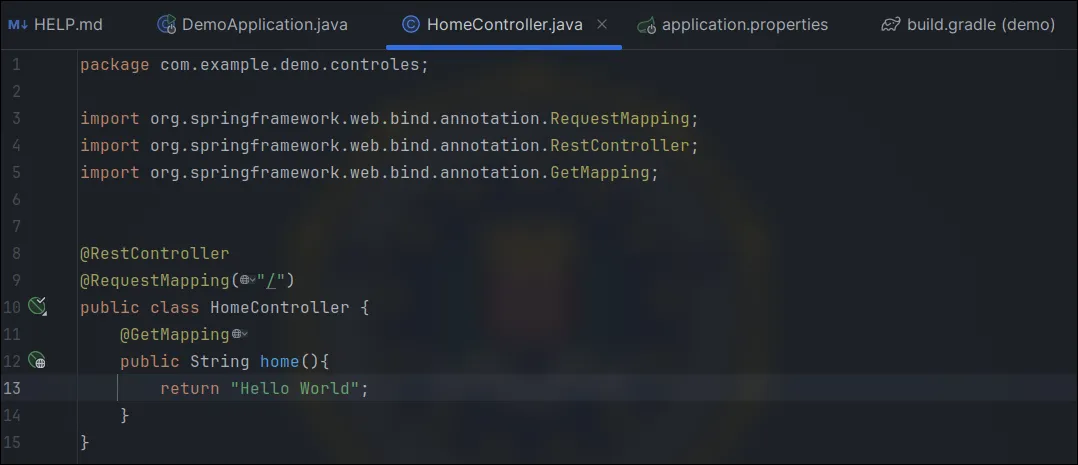 M↓ HELP.md DemoApplication.java HomeController.java × application.properties build.gradle (demo)
1 package com.example.demo.controles;
2
3 import org.springframework.web.bind.annotation.RequestMapping;
4 import org.springframework.web.bind.annotation.RestController;
5 import org.springframework.web.bind.annotation.GetMapping;
6
7
8 @RestController
9 @RequestMapping("/")
10 public class HomeController {
11 @GetMapping
12 public String home(){
13 return "Hello World";
14 }
15 }